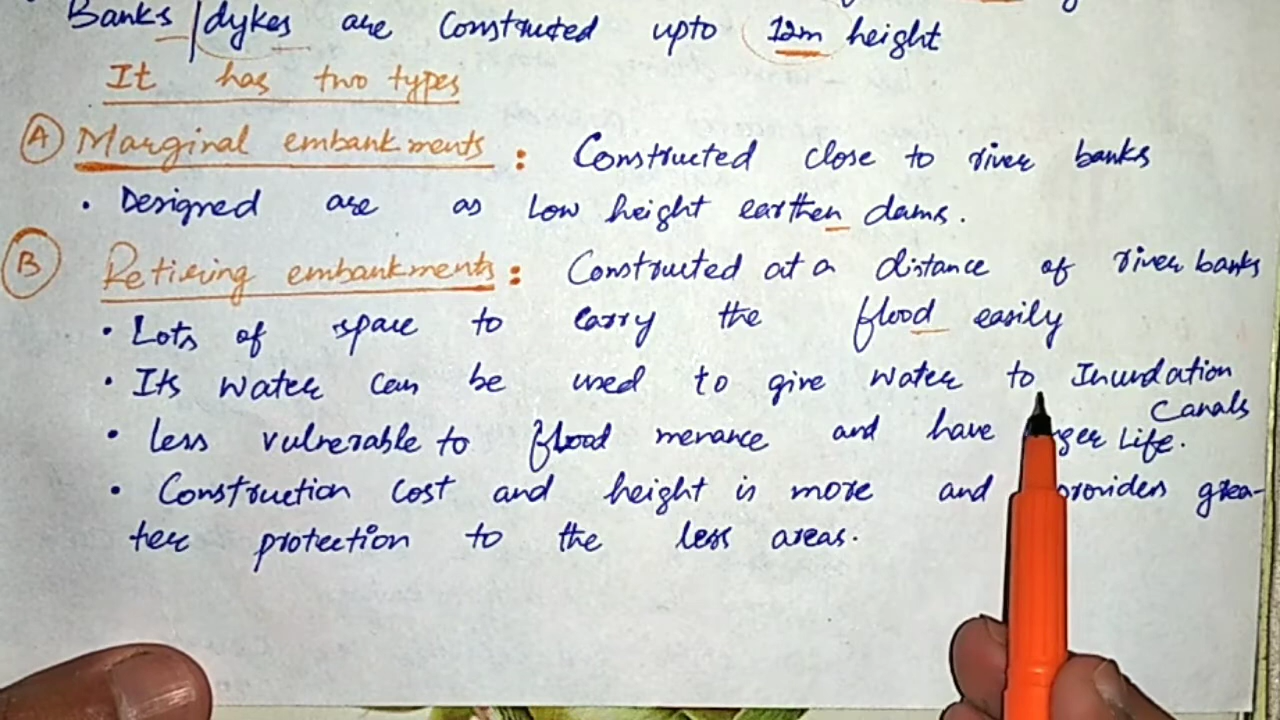 Banks/dykes are constructed upto 12m height
It has two types
A Marginal embankments : Constructed close to river banks
• Designed are as low height earthen dams.
B Retiring embankments : Constructed at a distance of river banks
• Lots of space to carry the flood easily
• Its water can be used to give water to Inundation
Canals
• less vulnerable to flood menance and have life.
• Construction cost and height is more and providers grea-
ter protection to the less areas.